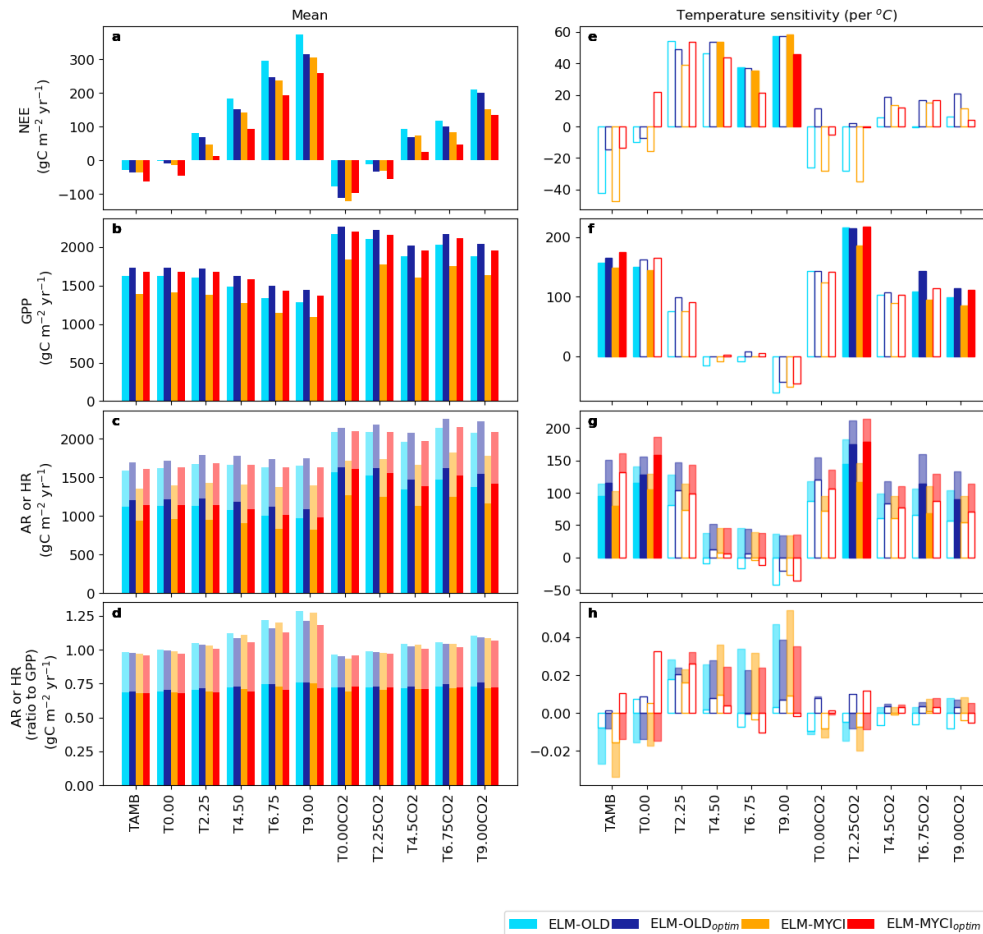 Mean
Temperature sensitivity (per °C)
a
300
200
100
0
−100
NEE
(gC m⁻² yr⁻¹)
e
60
40
20
0
−20
−40
b
2000
1500
1000
500
0
GPP
(gC m⁻² yr⁻¹)
f
200
100
0
c
2000
1500
1000
500
0
AR or HR
(gC m⁻² yr⁻¹)
g
200
150
100
50
0
−50
d
1.25
1.00
0.75
0.50
0.25
0.00
AR or HR
(ratio to GPP)
(gC m⁻² yr⁻¹)
h
0.04
0.02
0.00
−0.02
TAMB
T0.00
T2.25
T4.50
T6.75
T9.00
T0.00CO2
T2.25CO2
T4.5CO2
T6.75CO2
T9.00CO2
TAMB
T0.00
T2.25
T4.50
T6.75
T9.00
T0.00CO2
T2.25CO2
T4.5CO2
T6.75CO2
T9.00CO2
ELM-OLD ELM-OLDoptim ELM-MYCI ELM-MYCIoptim